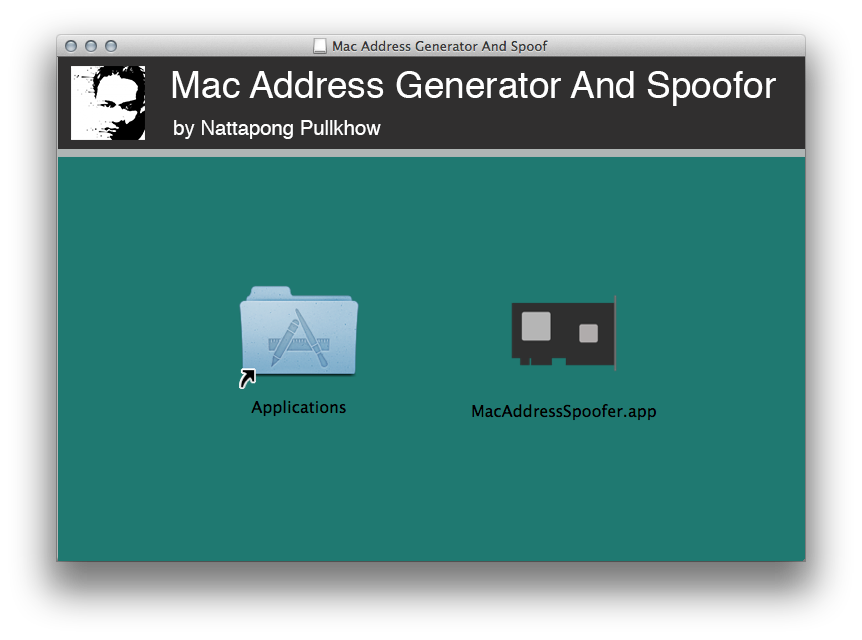 Mac Address Generator And Spoof
Mac Address Generator And Spoofor
by Nattapong Pullkhow
Applications
MacAddressSpoofer.app